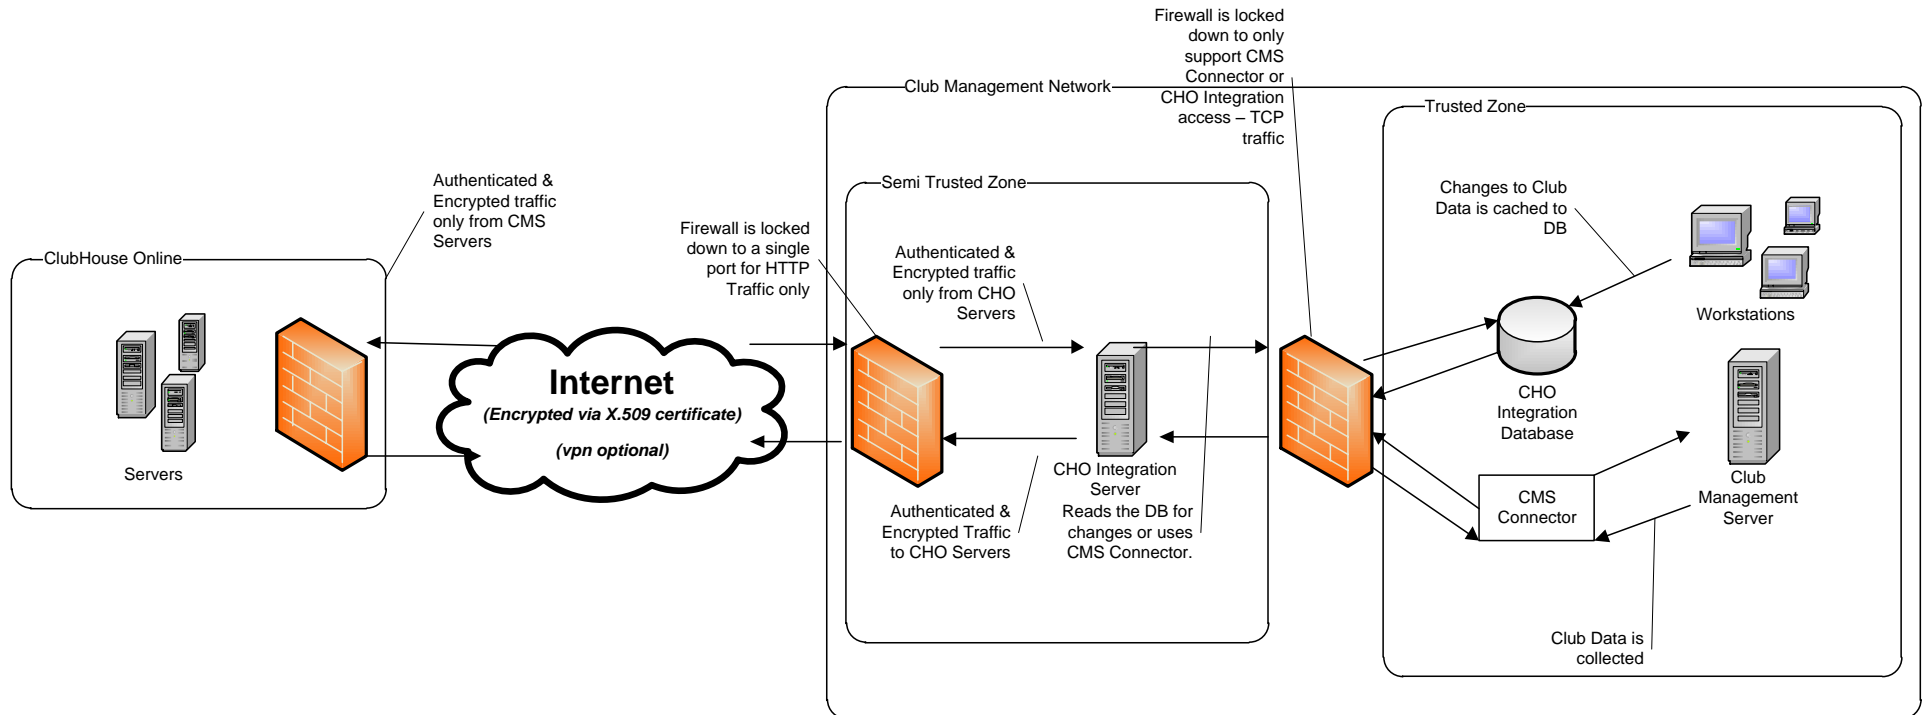 Firewall is locked
down to only
support CMS
Connector or
CHO Integration
access – TCP
traffic
Club Management Network
Trusted Zone
Authenticated &
Encrypted traffic
only from CMS
Servers
Semi Trusted Zone
Changes to Club
Data is cached to
DB
Firewall is locked
down to a single
port for HTTP
Traffic only
Authenticated &
Encrypted traffic
only from CHO
Servers
ClubHouse Online
Workstations
Internet
(Encrypted via X.509 certificate)
(vpn optional)
CHO
Integration
Database
Servers
CHO Integration
Server
Reads the DB for
changes or uses
CMS Connector.
Club
Management
Server
CMS
Connector
Authenticated &
Encrypted Traffic
to CHO Servers
Club Data is
collected